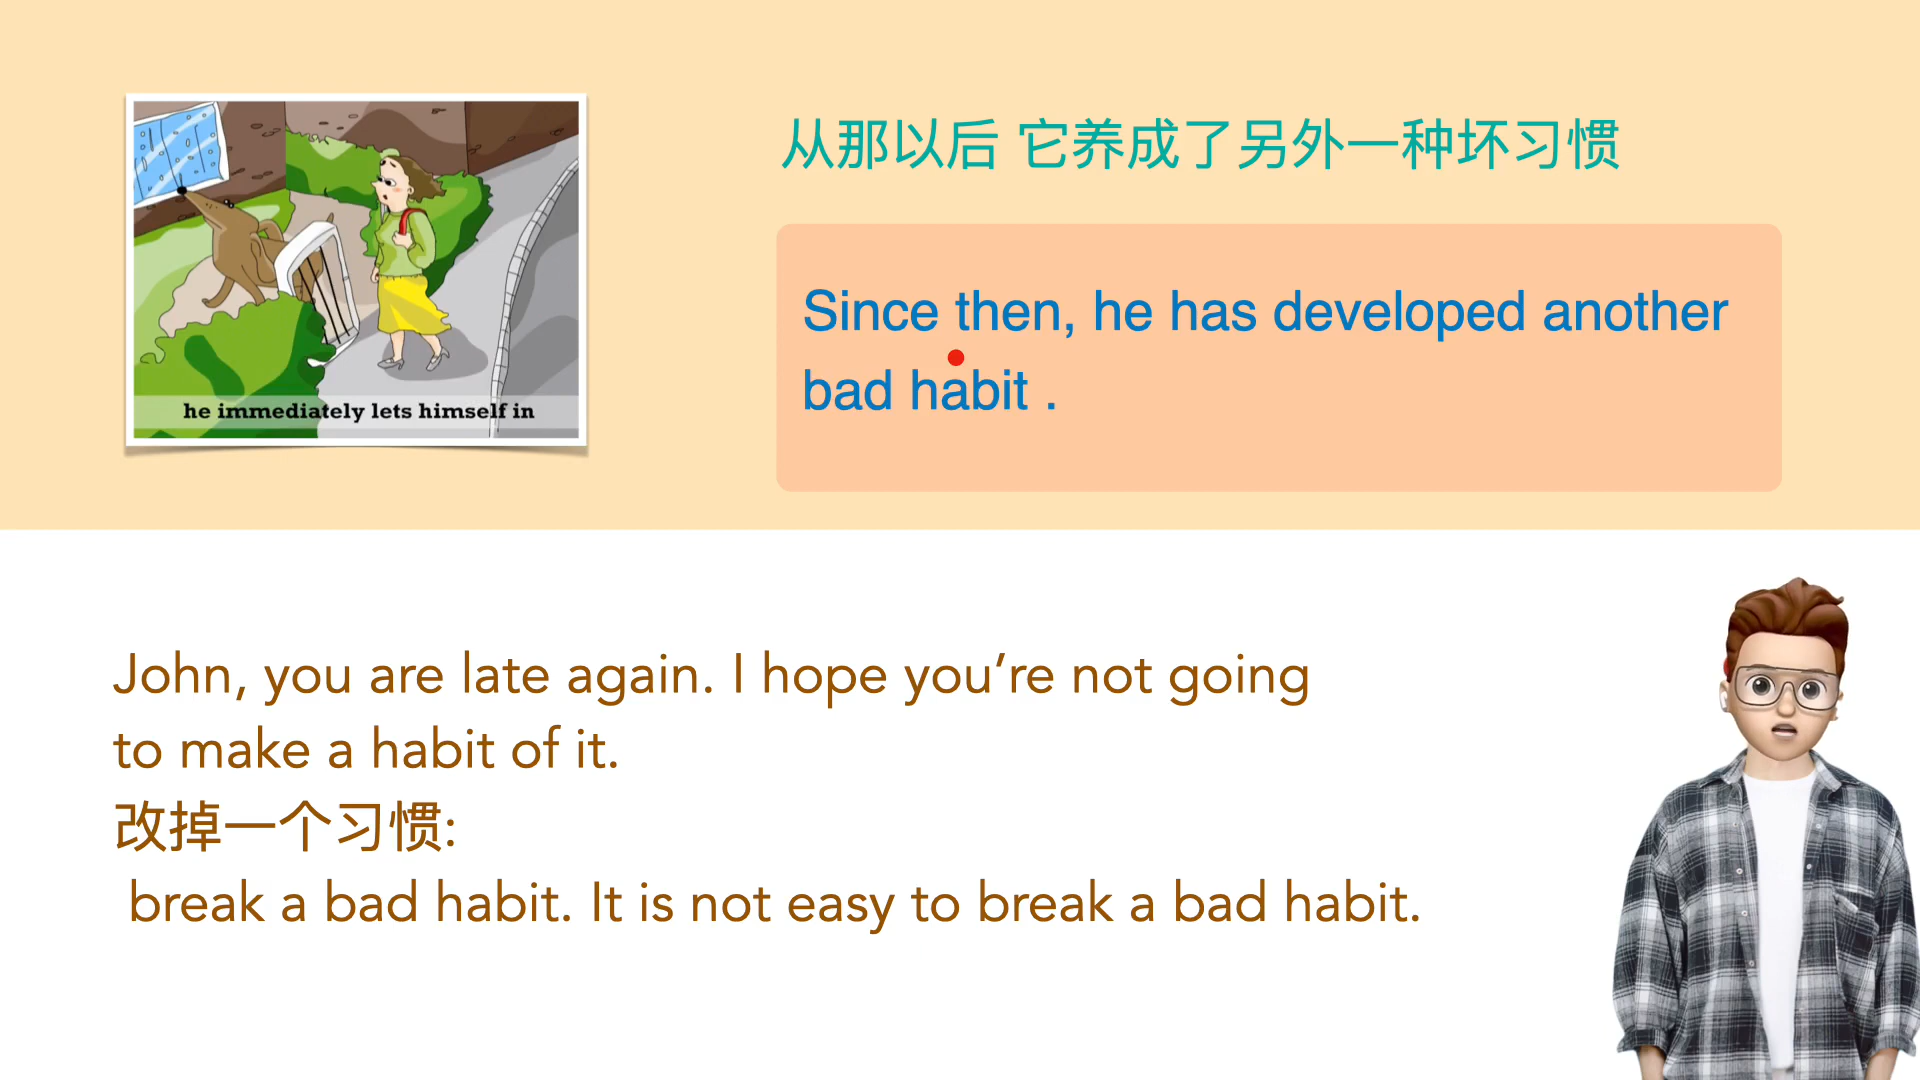 he immediately lets himself in
从那以后 它养成了另外一种坏习惯
Since then, he has developed another
bad habit .
John, you are late again. I hope you’re not going
to make a habit of it.
改掉一个习惯:
break a bad habit. It is not easy to break a bad habit.